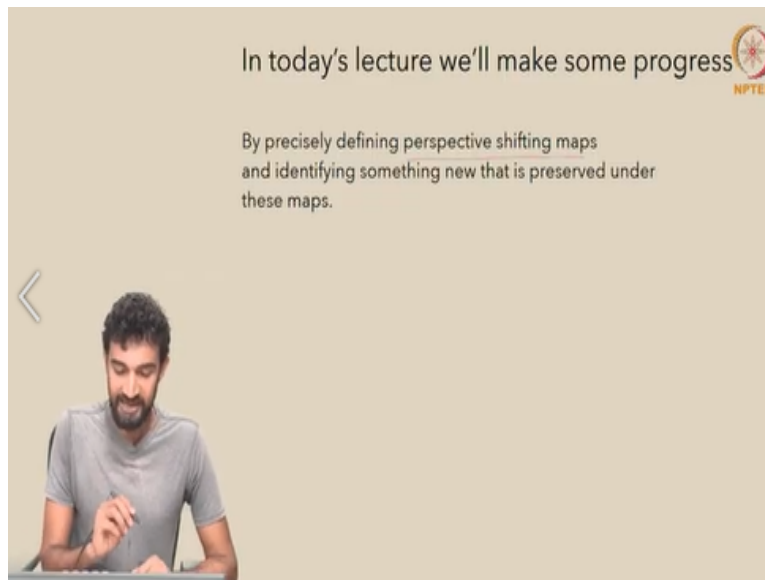 In today's lecture we'll make some progress
NPTE
By precisely defining perspective shifting maps
and identifying something new that is preserved under
these maps.